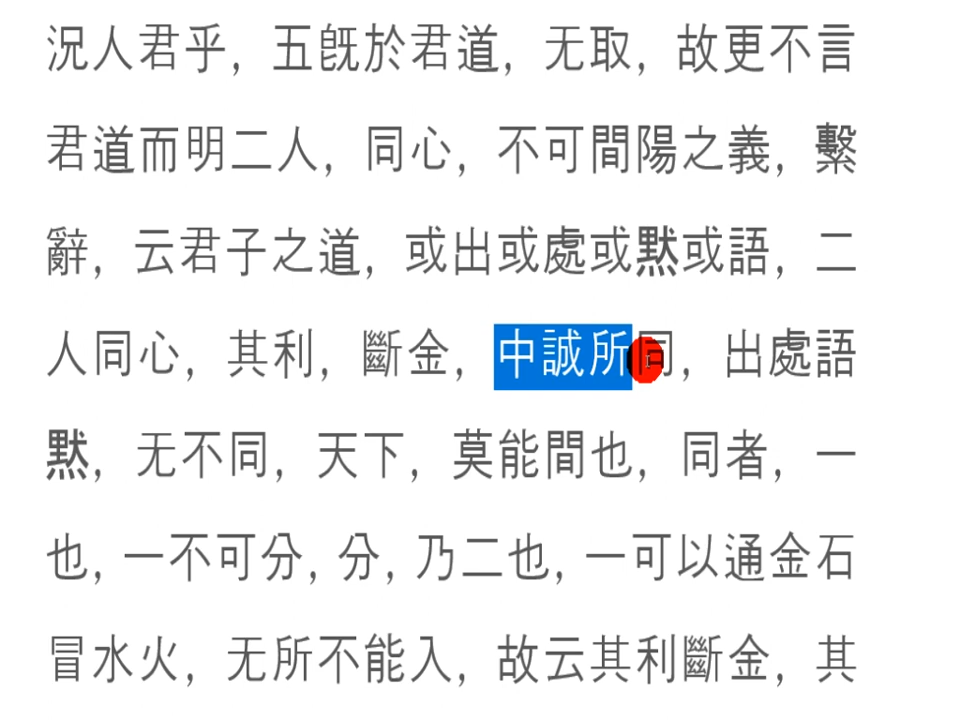 況人君乎，五旣於君道，无取，故更不言
君道而明二人，同心，不可間陽之義，繫
辭，云君子之道，或出或處或默或語，二
人同心，其利，斷金，中誠所同，出處語
默，无不同，天下，莫能間也，同者，一
也，一不可分，分，乃二也，一可以通金石
冒水火，无所不能入，故云其利斷金，其